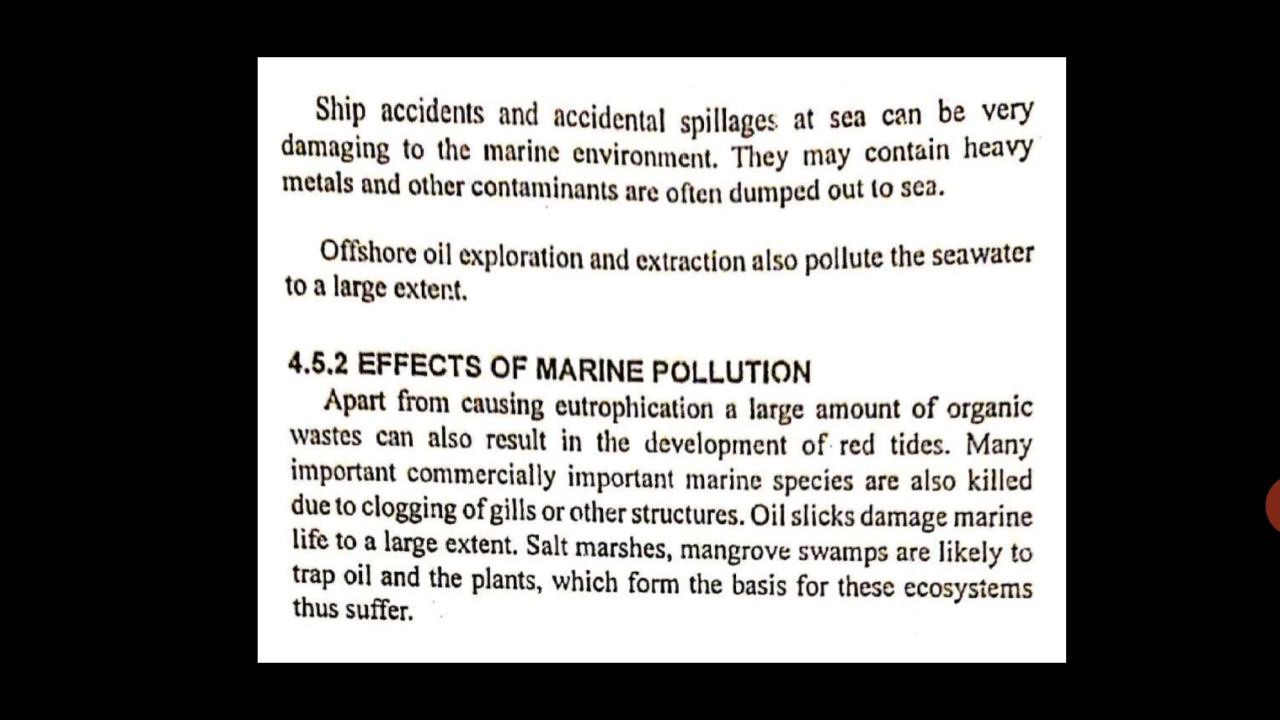 Ship accidents and accidental spillages at sea can be very
damaging to the marine environment. They may contain heavy
metals and other contaminants are often dumped out to sea.
Offshore oil exploration and extraction also pollute the seawater
to a large extent.
4.5.2 EFFECTS OF MARINE POLLUTION
Apart from causing eutrophication a large amount of organic
wastes can also result in the development of red tides. Many
important commercially important marine species are also killed
due to clogging of gills or other structures. Oil slicks damage marine
life to a large extent. Salt marshes, mangrove swamps are likely to
trap oil and the plants, which form the basis for these ecosystems
thus suffer.